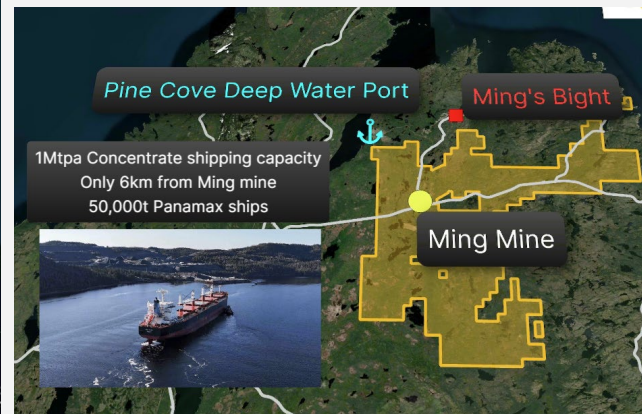 Pine Cove Deep Water Port
Ming's Bight
1Mtpa Concentrate shipping capacity
Only 6km from Ming mine
50,000t Panamax ships
Ming Mine